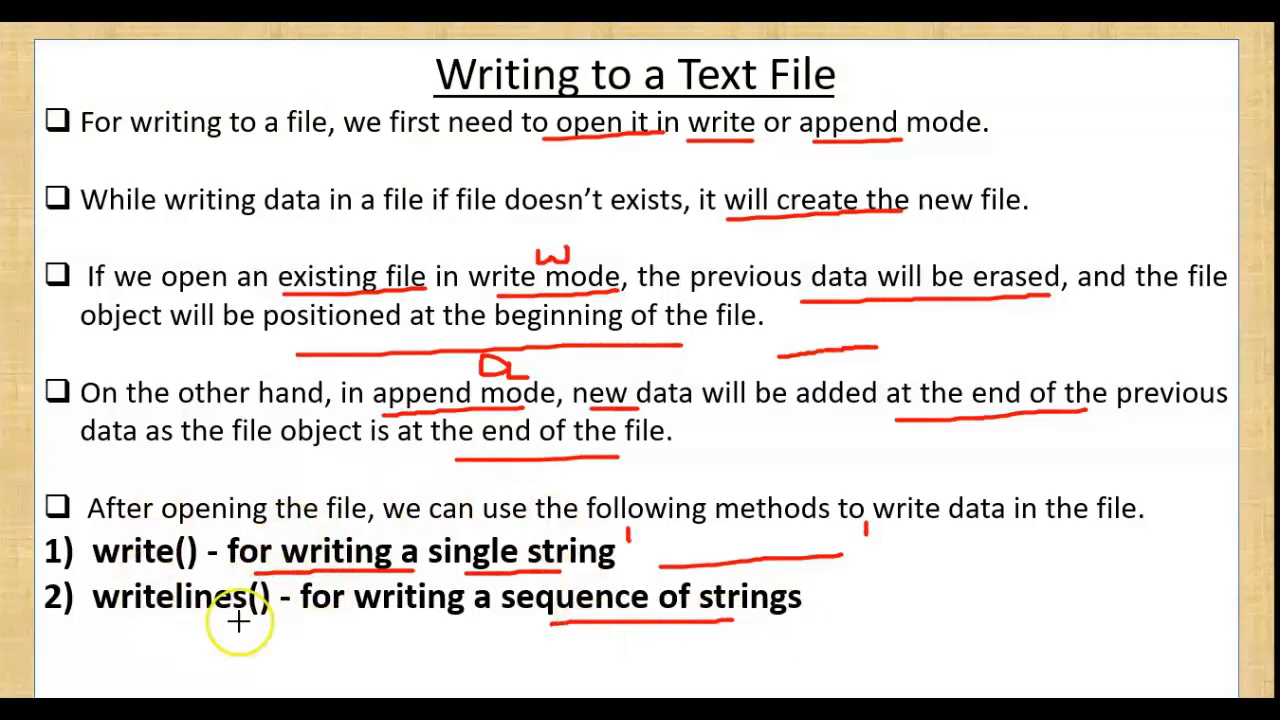 Writing to a Text File
❑ For writing to a file, we first need to open it in write or append mode.
❑ While writing data in a file if file doesn't exists, it will create the new file.
w
❑ If we open an existing file in write mode, the previous data will be erased, and the file
object will be positioned at the beginning of the file.
a
❑ On the other hand, in append mode, new data will be added at the end of the previous
data as the file object is at the end of the file.
❑ After opening the file, we can use the following methods to write data in the file.
1) write() - for writing a single string ' '
2) writelines() - for writing a sequence of strings